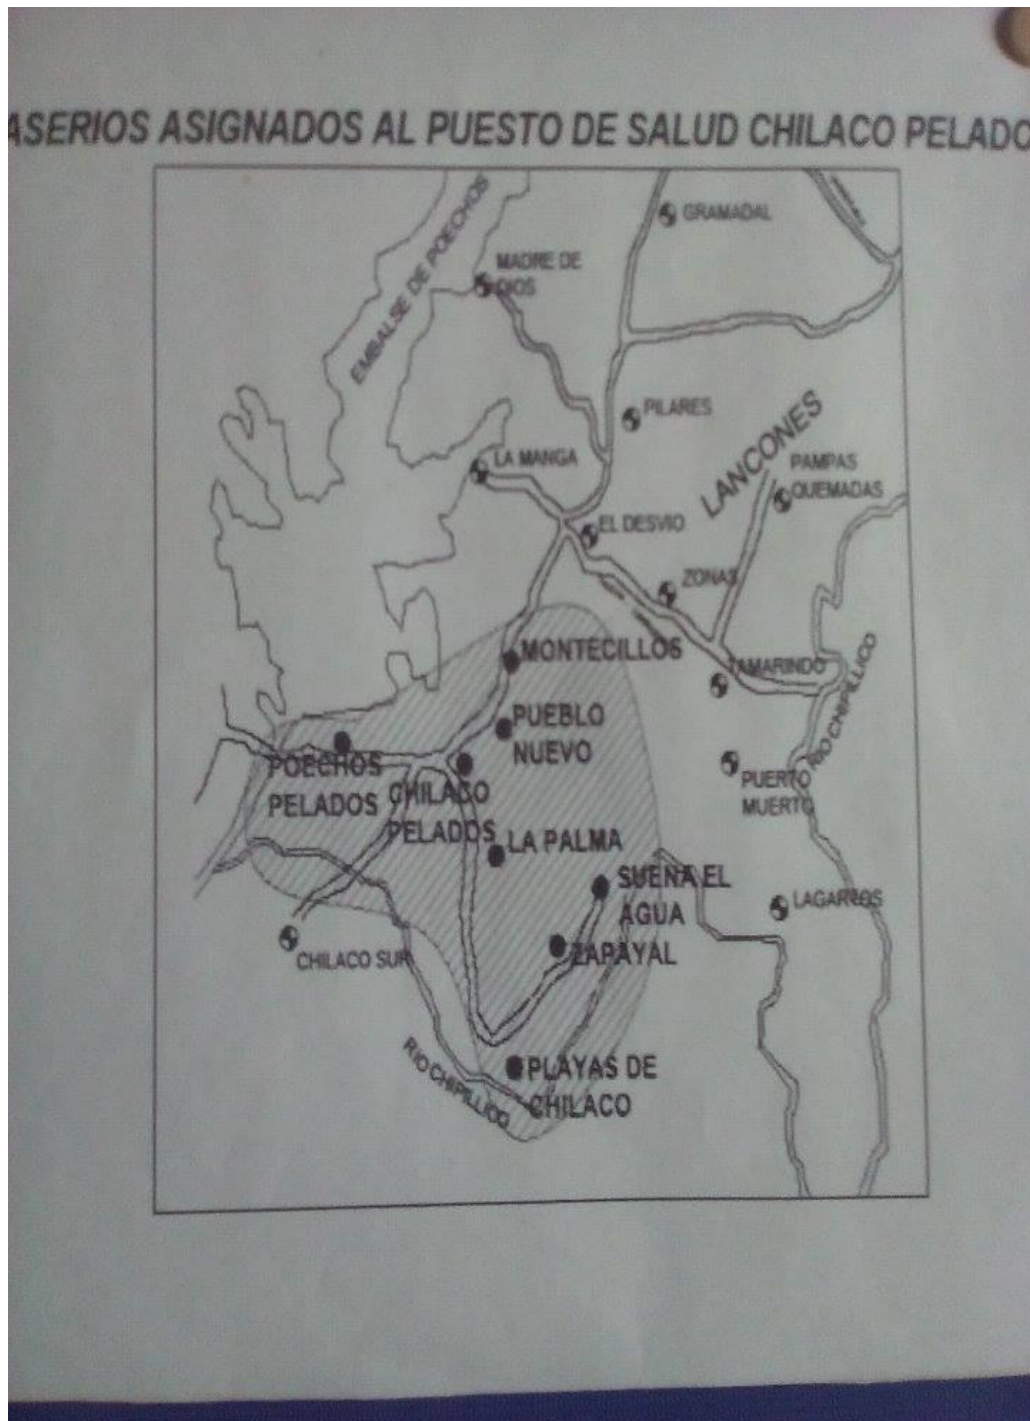 ASERIOS ASIGNADOS AL PUESTO DE SALUD CHILACO PELADO
EMBALSE DE POECHOS
GRAMADAL
MADRE DE
DIOS
PILARES
LANCONES
LA MANGA
PAMPAS
QUEMADAS
EL DESVIO
ZONAS
MONTECILLOS
TAMARINDO
RIO CHIPILLICO
PUEBLO
NUEVO
POECHOS
PELADOS
CHILACO
PELADOS
PUERTO
MUERTO
LA PALMA
SUENA EL
AGUA
LAGARTOS
ZAPAYAL
CHILACO SUR
RIO CHIPILLICO
PLAYAS DE
CHILACO